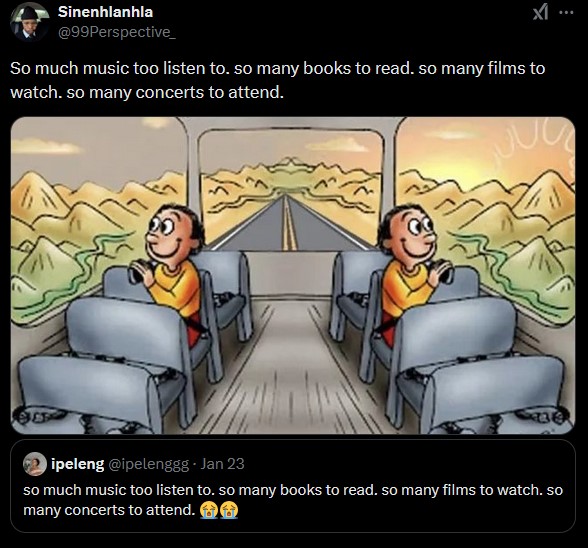 Sinenhlanhla
@99Perspective_
So much music too listen to. so many books to read. so many films to
watch. so many concerts to attend.
ipeleng @ipelenggg · Jan 23
so much music too listen to. so many books to read. so many films to watch. so
many concerts to attend. 😭😭